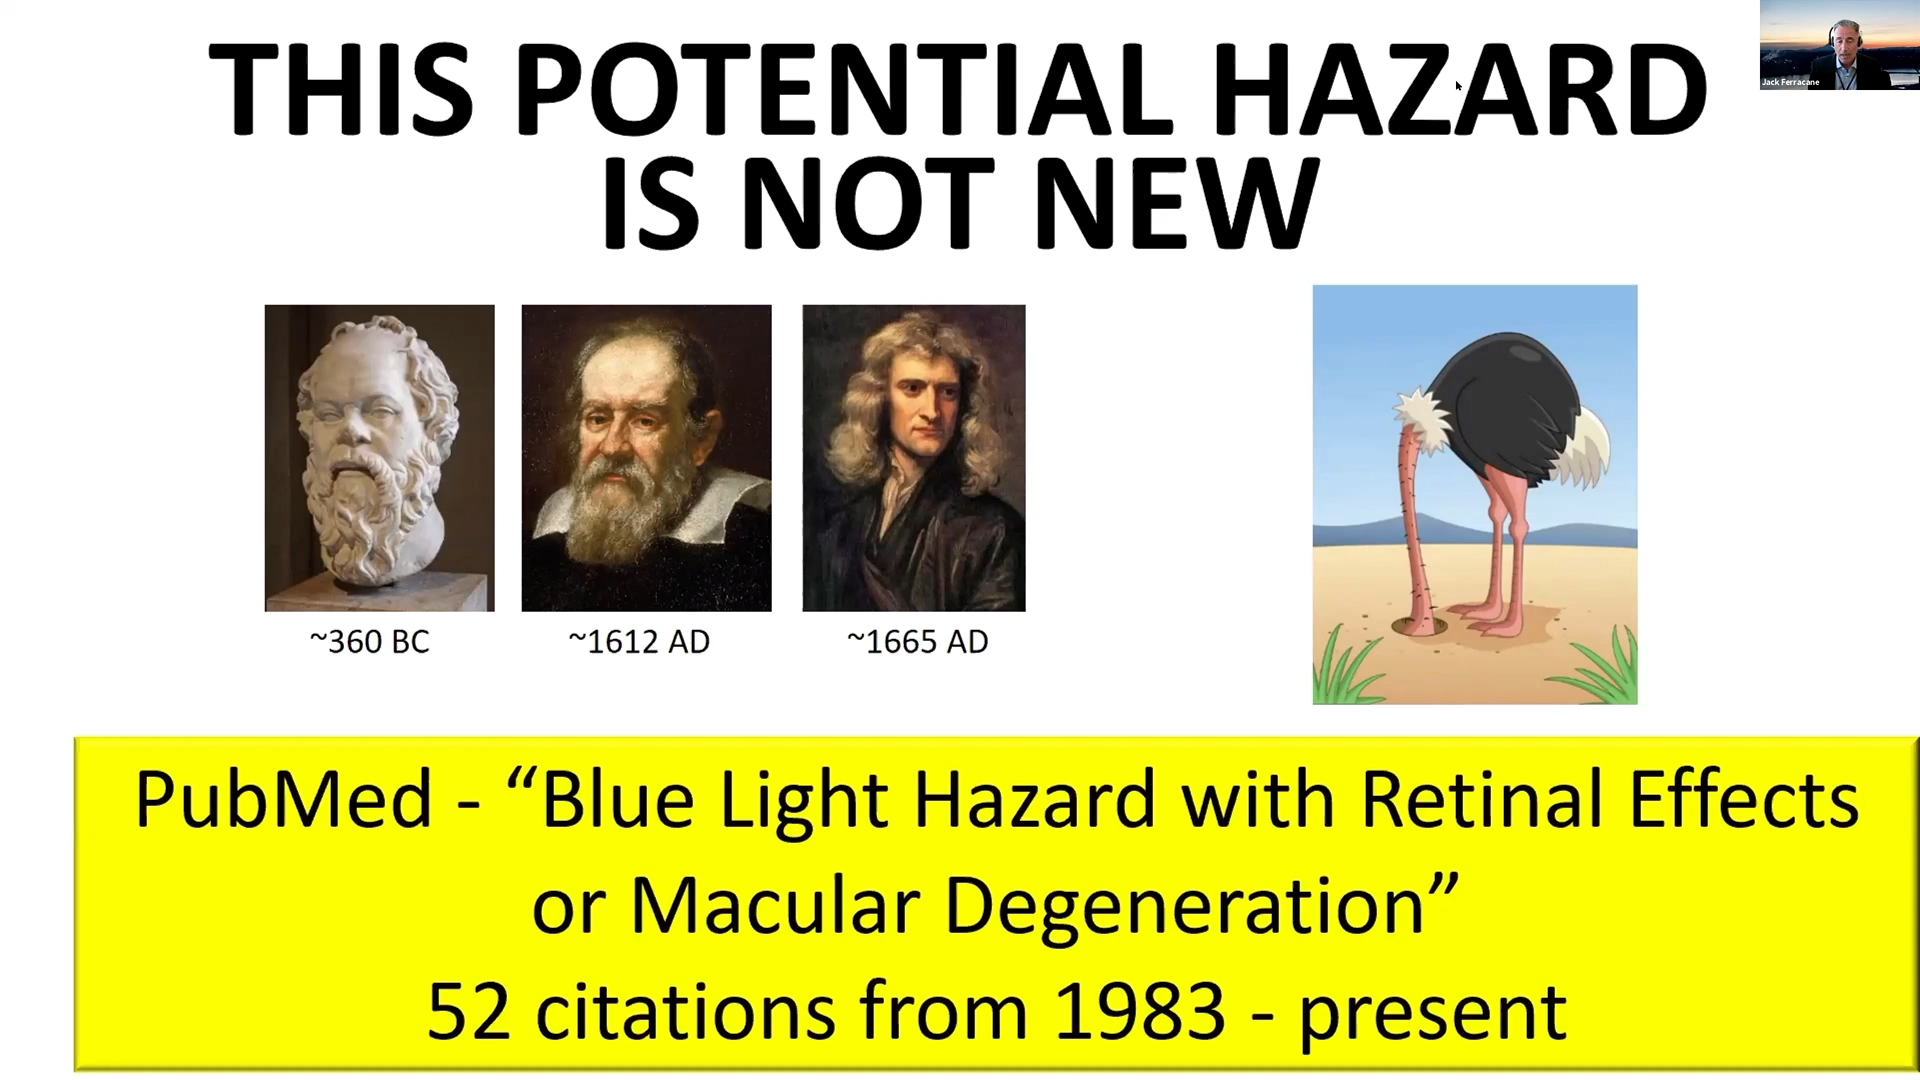 THIS POTENTIAL HAZARD
IS NOT NEW
Jack Ferracane
~360 BC
~1612 AD
~1665 AD
PubMed - “Blue Light Hazard with Retinal Effects
or Macular Degeneration”
52 citations from 1983 - present